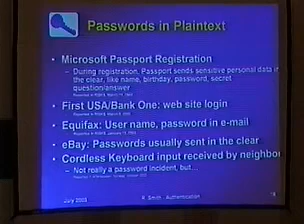 Passwords in Plaintext
• Microsoft Passport Registration
– During registration, Passport sends sensitive personal data in
the clear, like name, birthday, password, secret
question/answer
• First USA/Bank One: web site login
• Equifax: User name, password in e-mail
• eBay: Passwords usually sent in the clear
• Cordless Keyboard input received by neighbor
– Not really a password incident, but...
July 2003
R. Smith - Authentication